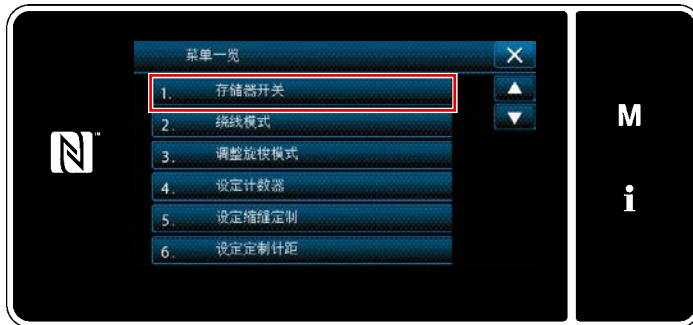 菜单一览
1. 存储器开关
2. 绕线模式
3. 调整旋梭模式
4. 设定计数器
5. 设定缩缝定制
6. 设定定制针距
M
i